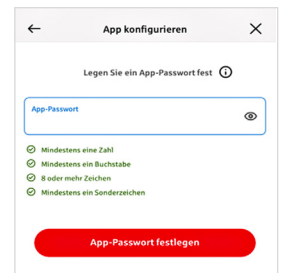 App konfigurieren
Legen Sie ein App-Passwort fest
App-Passwort
Mindestens eine Zahl
Mindestens ein Buchstabe
8 oder mehr Zeichen
Mindestens ein Sonderzeichen
App-Passwort festlegen